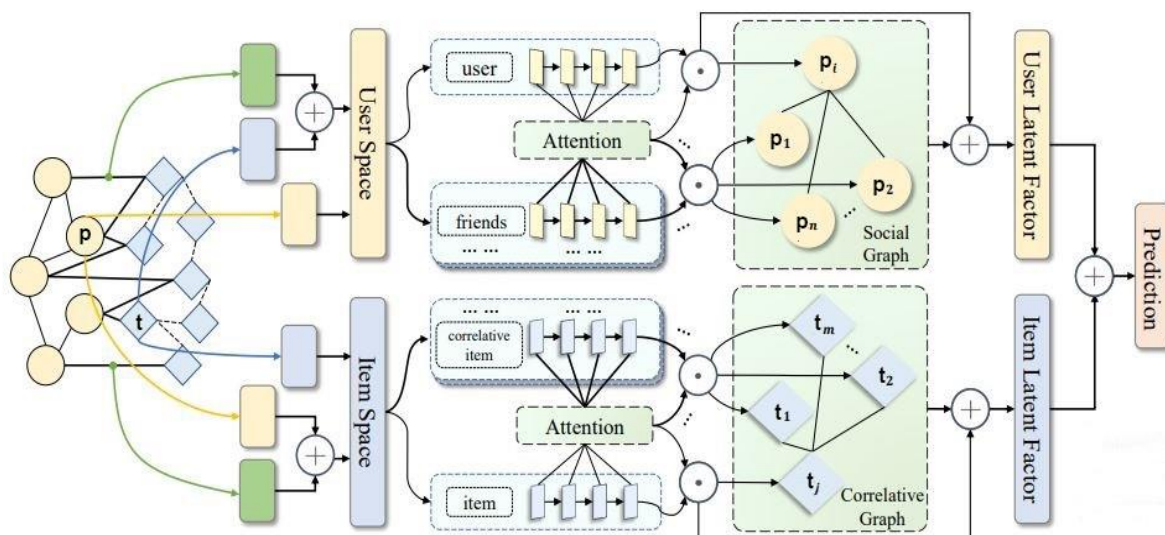 p
t
User Space
Item Space
user
Attention
friends
... ...
... ...
... ...
... ...
correlative
item
Attention
item
...
...
...
...
p_i
p_1
p_2
p_n
...
Social
Graph
t_m
...
t_2
t_1
t_j
Correlative
Graph
User Latent Factor
Item Latent Factor
Prediction